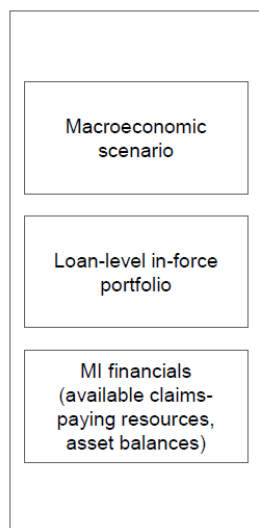 Macroeconomic
scenario
Loan-level in-force
portfolio
MI financials
(available claims-
paying resources,
asset balances)